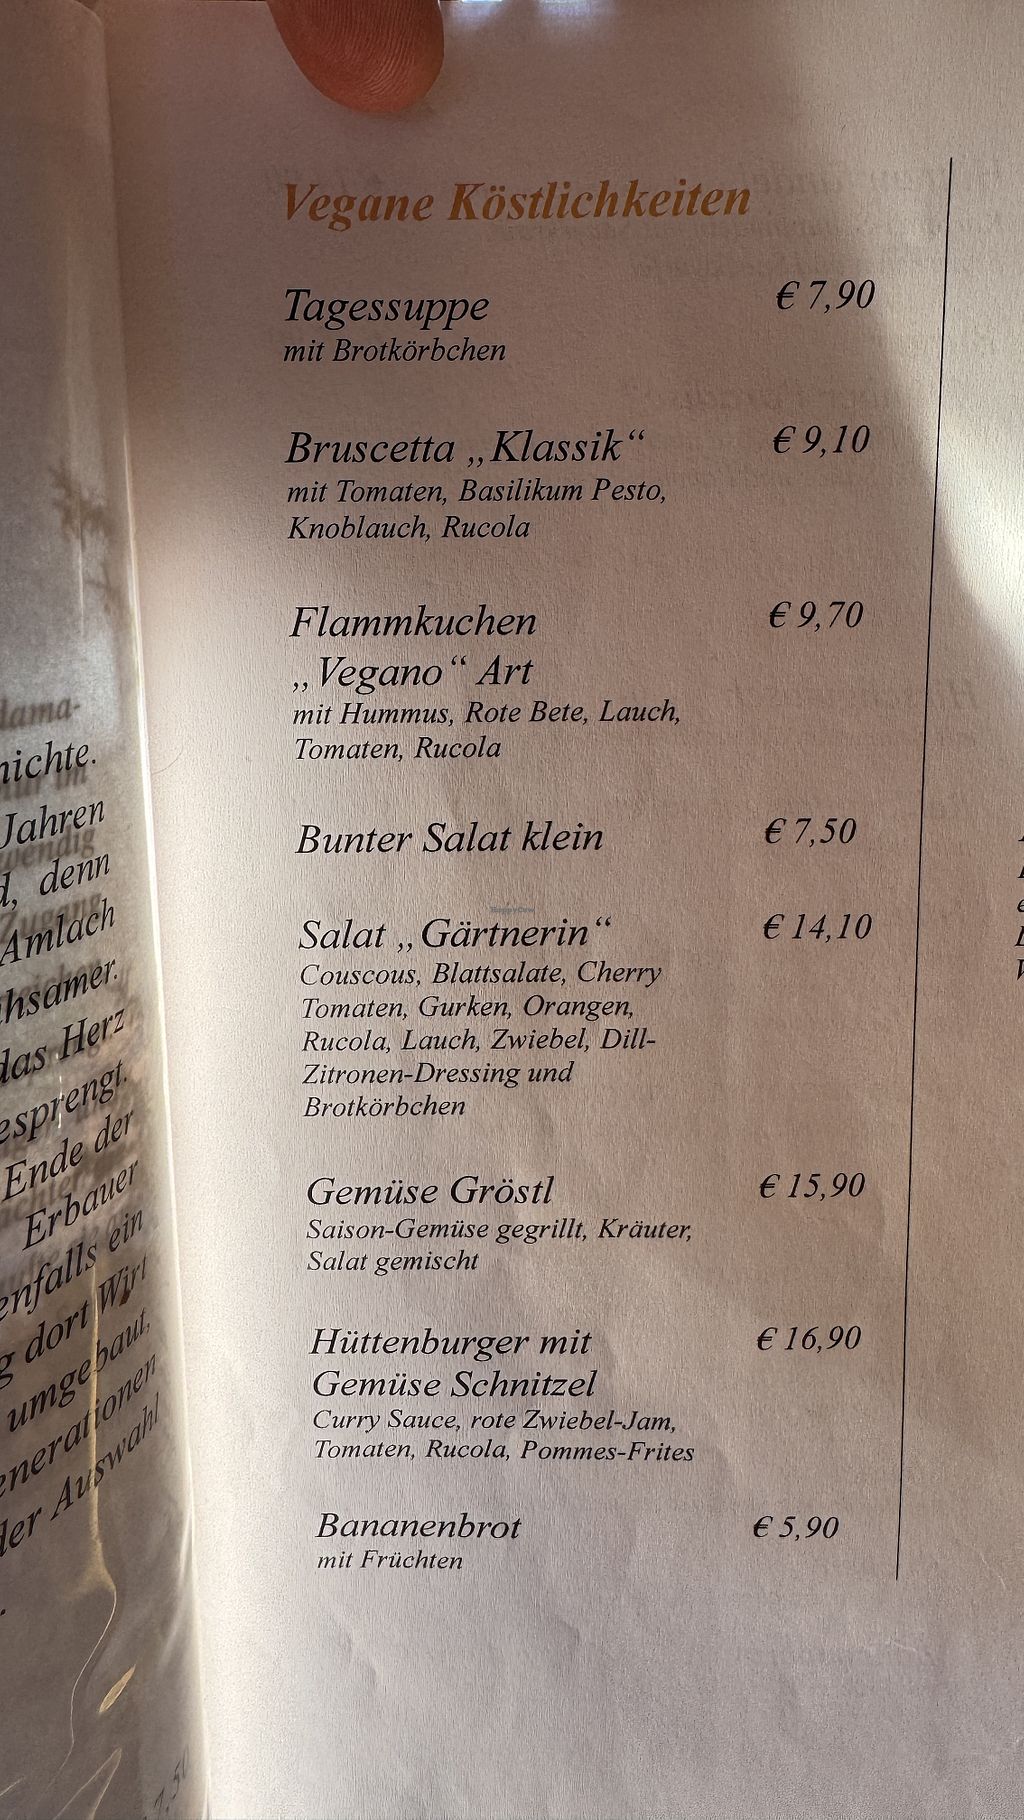 Vegane Köstlichkeiten
Tagessuppe € 7,90
mit Brotkörbchen
Bruscetta „Klassik“ € 9,10
mit Tomaten, Basilikum Pesto,
Knoblauch, Rucola
Flammkuchen € 9,70
„Vegano“ Art
mit Hummus, Rote Bete, Lauch,
Tomaten, Rucola
Bunter Salat klein € 7,50
Salat „Gärtnerin“ € 14,10
Couscous, Blattsalate, Cherry
Tomaten, Gurken, Orangen,
Rucola, Lauch, Zwiebel, Dill-
Zitronen-Dressing und
Brotkörbchen
Gemüse Gröstl € 15,90
Saison-Gemüse gegrillt, Kräuter,
Salat gemischt
Hüttenburger mit € 16,90
Gemüse Schnitzel
Curry Sauce, rote Zwiebel-Jam,
Tomaten, Rucola, Pommes-Frites
Bananenbrot € 5,90
mit Früchten
Jahren
denn
Amlach
das Herz
Ende der
Erbauer
ein
dort Wirt
umgebaut,
der Auswahl